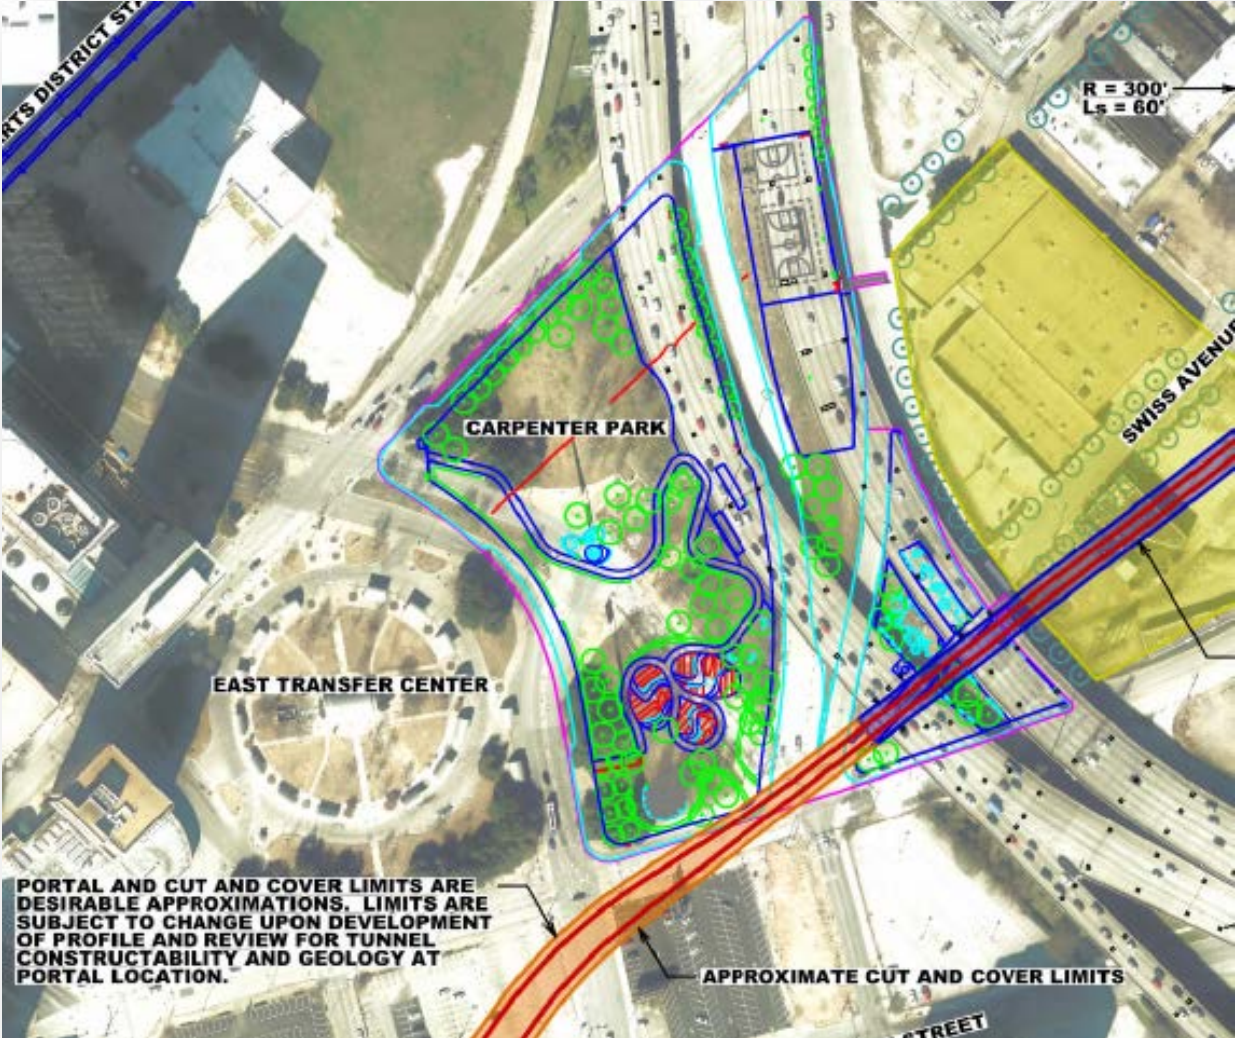 ARTS DISTRICT STA
R = 300'
Ls = 60'
SWISS AVENUE
CARPENTER PARK
EAST TRANSFER CENTER
PORTAL AND CUT AND COVER LIMITS ARE
DESIRABLE APPROXIMATIONS. LIMITS ARE
SUBJECT TO CHANGE UPON DEVELOPMENT
OF PROFILE AND REVIEW FOR TUNNEL
CONSTRUCTABILITY AND GEOLOGY AT
PORTAL LOCATION.
APPROXIMATE CUT AND COVER LIMITS
STREET